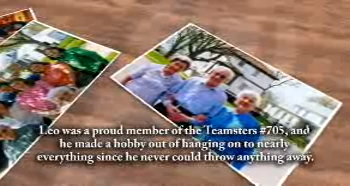 Leo was a proud member of the Teamsters #705, and
he made a hobby out of hanging on to nearly
everything since he never could throw anything away.